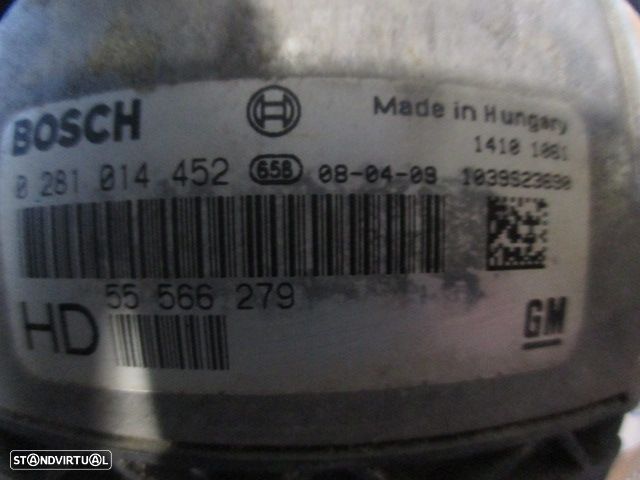 BOSCH
Made in Hungary
1410 1081
0 281 014 452 658 08-04-09 1039S23690
55 566 279
HD
GM
STANDVIRTUAL